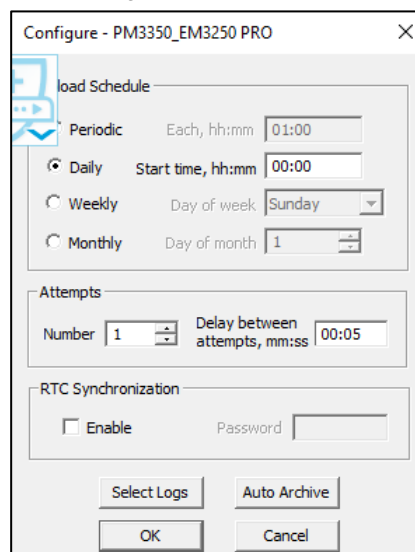 Configure - PM3350_EM3250 PRO
load Schedule
Periodic Each, hh:mm 01:00
Daily Start time, hh:mm 00:00
Weekly Day of week Sunday
Monthly Day of month 1
Attempts
Number 1 Delay between attempts, mm:ss 00:05
RTC Synchronization
Enable Password
Select Logs Auto Archive
OK Cancel